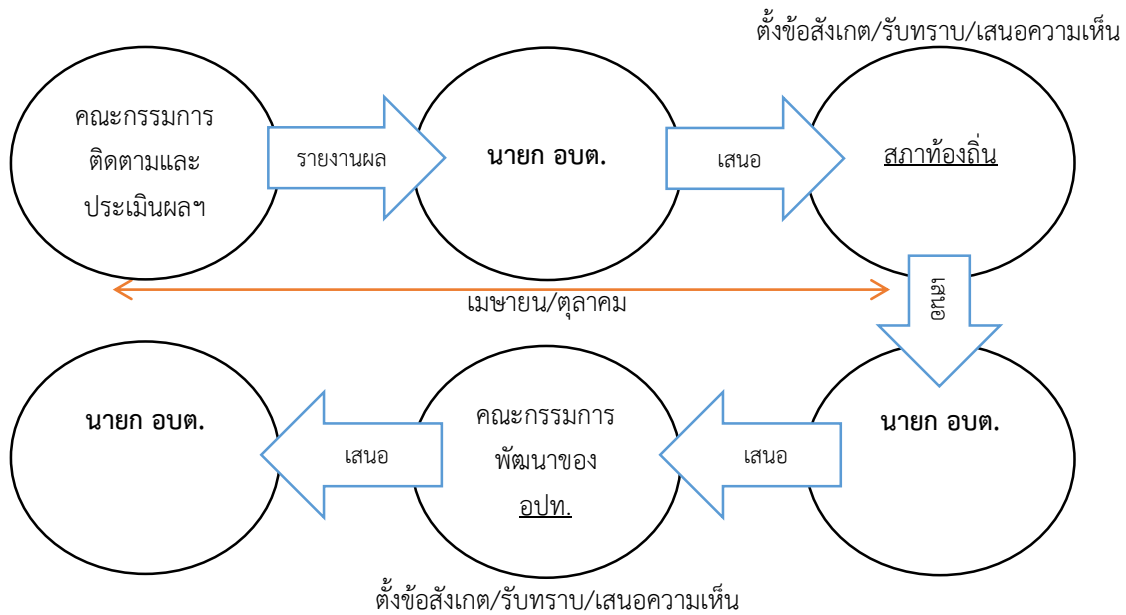 ตั้งข้อสังเกต/รับทราบ/เสนอความเห็น
คณะกรรมการ
ติดตามและ
ประเมินผลฯ
รายงานผล
นายก อบต.
เสนอ
สภาท้องถิ่น
เสนอ
เมษายน/ตุลาคม
นายก อบต.
เสนอ
คณะกรรมการ
พัฒนาของ
อปท.
เสนอ
นายก อบต.
ตั้งข้อสังเกต/รับทราบ/เสนอความเห็น